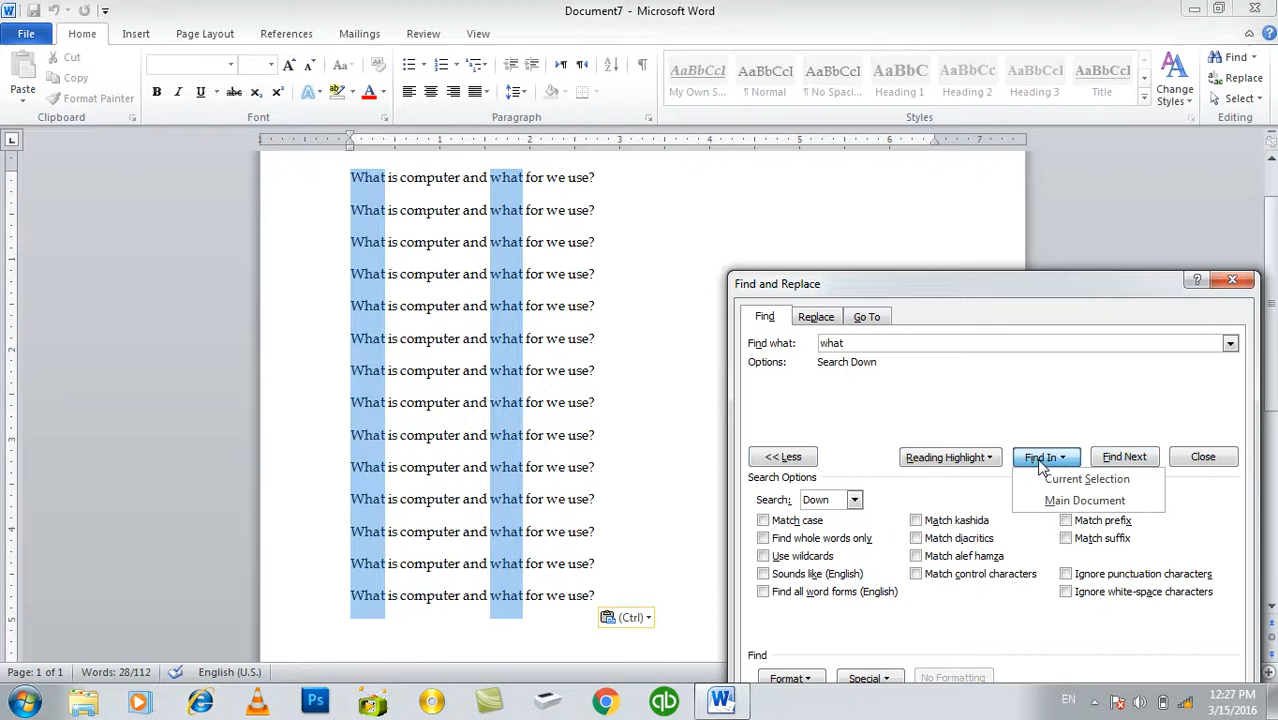 Document7 - Microsoft Word
File Home Insert Page Layout References Mailings Review View
Paste
Cut
Copy
Format Painter
Clipboard
Font
Paragraph
AaBbCcI AaBbCcI AaBbCcI AaBbC AaBbCcI AaBbCcI AaBbCcI
My Own S... ¶ Normal ¶ No Spaci... Heading 1 Heading 2 Heading 3 Title
Change
Styles
Styles
Find
Replace
Select
Editing
1 2 3 4 5 6 7
What is computer and what for we use?
What is computer and what for we use?
What is computer and what for we use?
What is computer and what for we use?
What is computer and what for we use?
What is computer and what for we use?
What is computer and what for we use?
What is computer and what for we use?
What is computer and what for we use?
What is computer and what for we use?
What is computer and what for we use?
What is computer and what for we use?
What is computer and what for we use?
What is computer and what for we use?
(Ctrl)
Find and Replace
Find Replace Go To
Find what: what
Options: Search Down
<< Less Reading Highlight Find In Find Next Close
Current Selection
Main Document
Search Options
Search: Down
Match case
Find whole words only
Use wildcards
Sounds like (English)
Find all word forms (English)
Match kashida
Match diacritics
Match alef hamza
Match control characters
Match prefix
Match suffix
Ignore punctuation characters
Ignore white-space characters
Find
Format Special No Formatting
Page: 1 of 1 Words: 28/112 English (U.S.)
EN
12:27 PM
3/15/2016